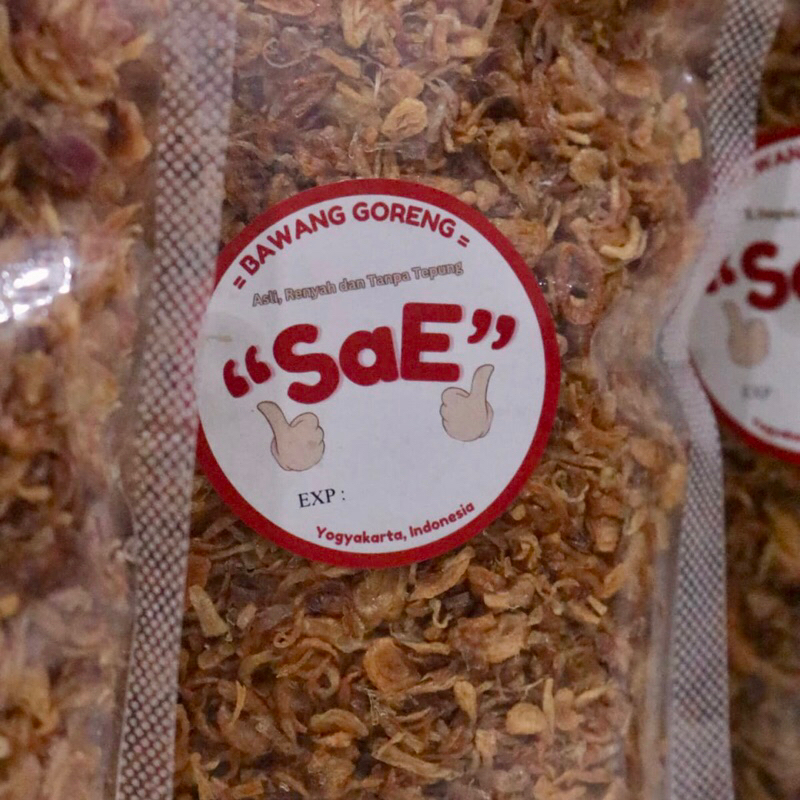 = BAWANG GORENG =
Asli, Renyah dan Tanpa Tepung
“SaE”
EXP :
Yogyakarta, Indonesia